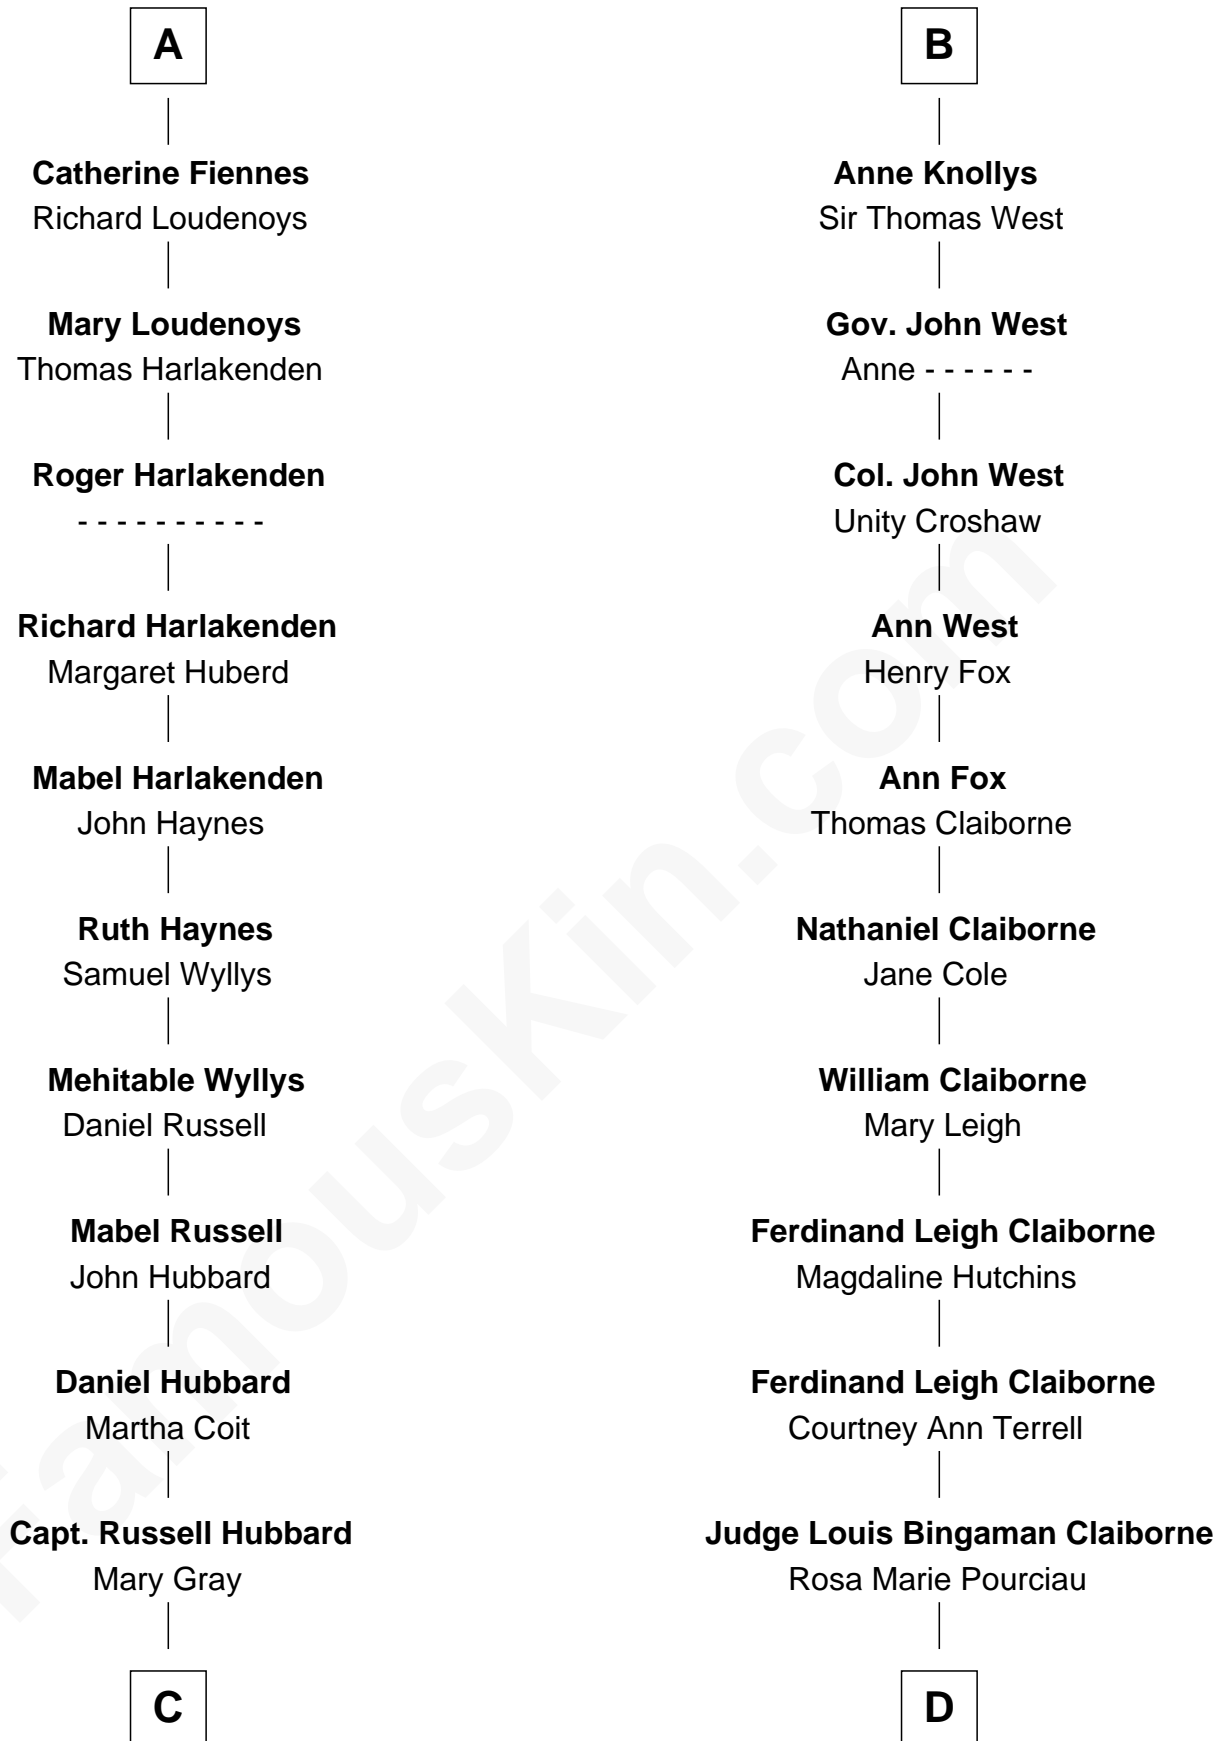 A
Catherine Fiennes
Richard Loudenoys
Mary Loudenoys
Thomas Harlakenden
Roger Harlakenden
- - - - - - - - - -
Richard Harlakenden
Margaret Huberd
Mabel Harlakenden
John Haynes
Ruth Haynes
Samuel Wyllys
Mehitable Wyllys
Daniel Russell
Mabel Russell
John Hubbard
Daniel Hubbard
Martha Coit
Capt. Russell Hubbard
Mary Gray
C
B
Anne Knollys
Sir Thomas West
Gov. John West
Anne - - - - - -
Col. John West
Unity Croshaw
Ann West
Henry Fox
Ann Fox
Thomas Claiborne
Nathaniel Claiborne
Jane Cole
William Claiborne
Mary Leigh
Ferdinand Leigh Claiborne
Magdaline Hutchins
Ferdinand Leigh Claiborne
Courtney Ann Terrell
Judge Louis Bingaman Claiborne
Rosa Marie Pourciau
D
FamousKin.com